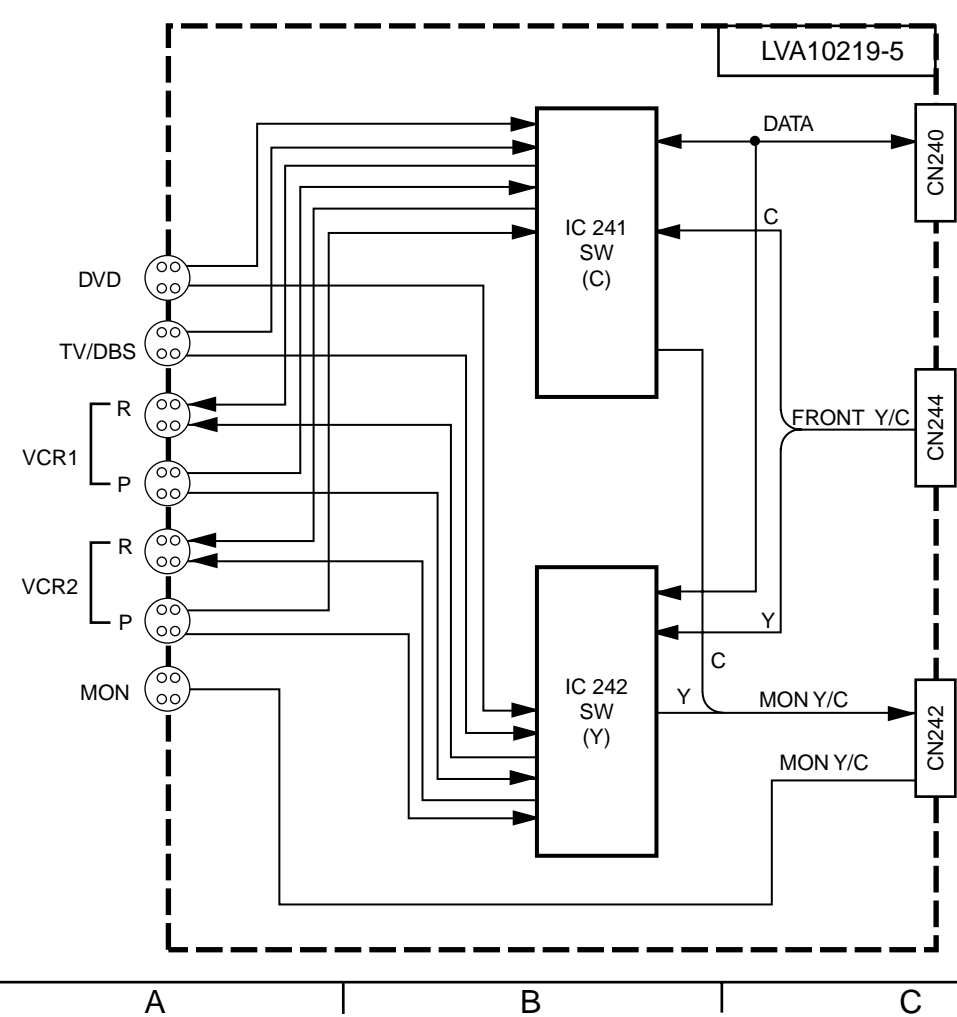 LVA10219-5
DATA
CN240
C
IC 241
SW
(C)
DVD
TV/DBS
R
VCR1
P
FRONT Y/C
CN244
R
VCR2
P
Y
C
MON
IC 242
SW
(Y)
Y
MON Y/C
MON Y/C
CN242
A B C